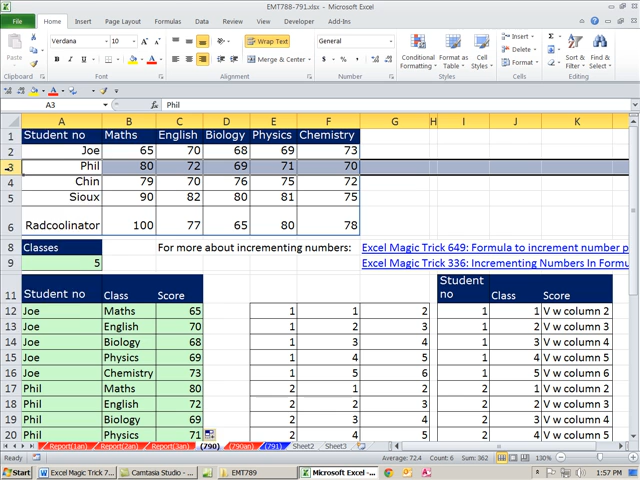 EMT788-791.xlsx - Microsoft Excel
File Home Insert Page Layout Formulas Data Review View Developer Add-Ins
Verdana 10 Wrap Text General Insert
Paste Merge & Center Conditional Formatting Format as Table Cell Styles Delete Format Sort & Filter Find & Select
Clipboard Font Alignment Number Styles Cells Editing
A3 fx Phil
A B C D E F G H I J K
1 Student no Maths English Biology Physics Chemistry
2 Joe 65 70 68 69 73
3 Phil 80 72 69 71 70
4 Chin 79 70 76 75 72
5 Sioux 90 82 80 81 75
6 Radcoolinator 100 77 65 80 78
8 Classes For more about incrementing numbers: Excel Magic Trick 649: Formula to increment number p
9 5 Excel Magic Trick 336: Incrementing Numbers In Formu
11 Student no Class Score Student no Class Score
12 Joe Maths 65 1 1 2 1 1 V w column 2
13 Joe English 70 1 2 3 1 2 V w column 3
14 Joe Biology 68 1 3 4 1 3 V w column 4
15 Joe Physics 69 1 4 5 1 4 V w column 5
16 Joe Chemistry 73 1 5 6 1 5 V w column 6
17 Phil Maths 80 2 1 2 2 1 V w column 2
18 Phil English 72 2 2 3 2 2 V w column 3
19 Phil Biology 69 2 3 4 2 3 V w column 4
20 Phil Physics 71 2 4 5 2 4 V w column 5
Report(1an) Report(2an) Report(3an) (790) (790an) (791) Sheet2 Sheet3
Ready Average: 72.4 Count: 6 Sum: 362 130%
Start Excel Magic Trick 7... Camtasia Studio - ... EMT789 Microsoft Excel -... 1:57 PM